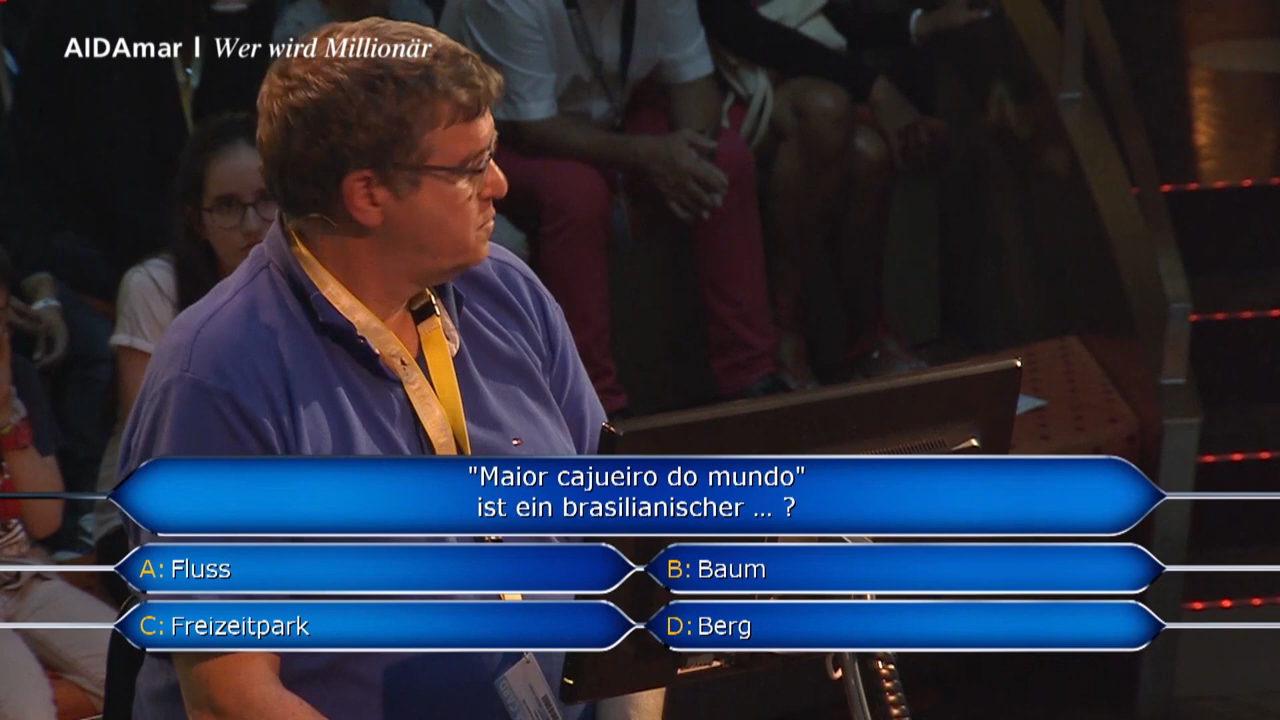 AIDAmar | Wer wird Millionär
"Maior cajueiro do mundo"
ist ein brasilianischer ... ?
A: Fluss
B: Baum
C: Freizeitpark
D: Berg